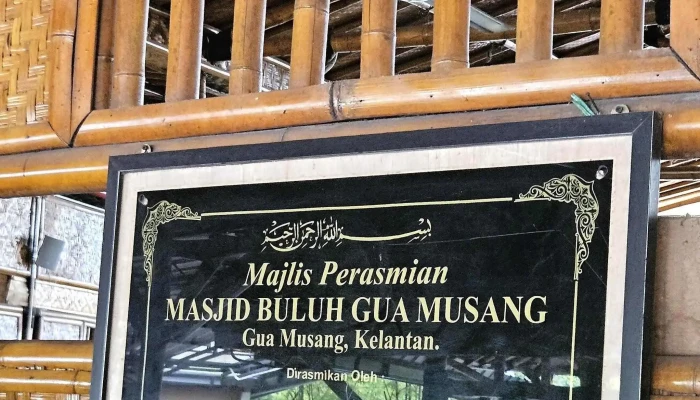 بسم الله الرحمن الرحيم
Majlis Perasmian
MASJID BULUH GUA MUSANG
Gua Musang, Kelantan.
Dirasmikan Oleh